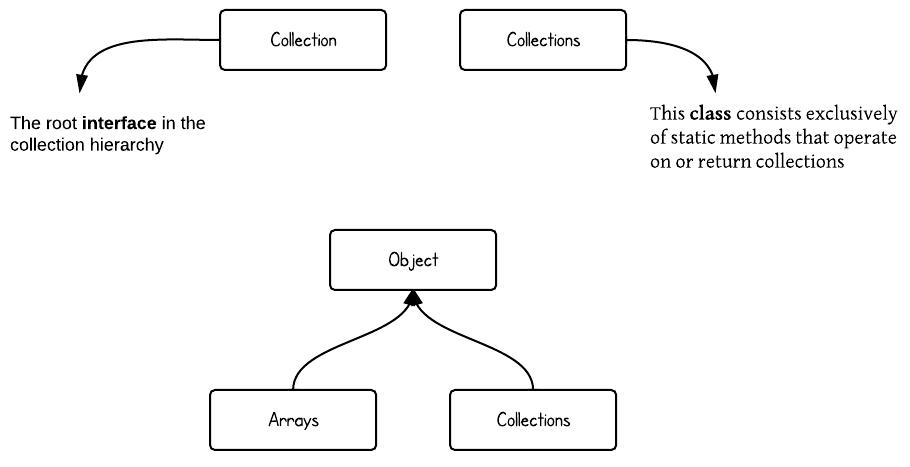 Collection
Collections
The root interface in the
collection hierarchy
This class consists exclusively
of static methods that operate
on or return collections
Object
Arrays
Collections